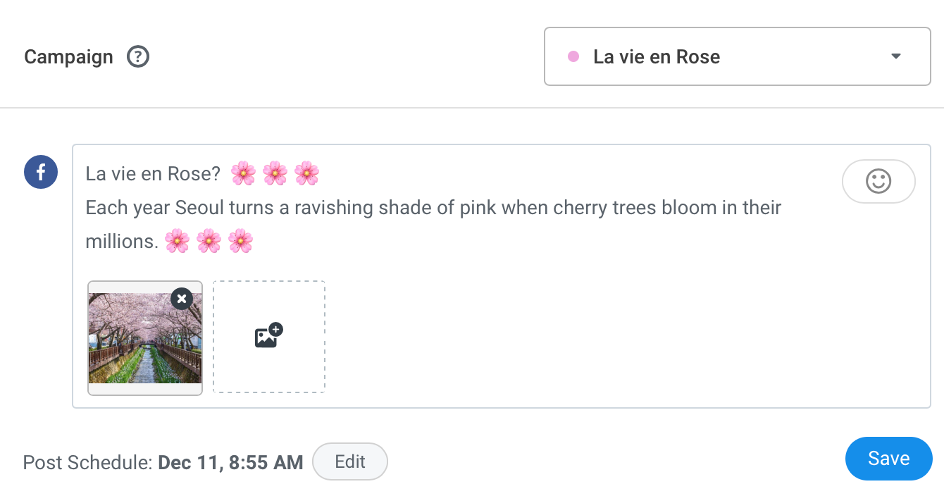 Campaign ?
La vie en Rose
f
La vie en Rose? 🌸 🌸 🌸
Each year Seoul turns a ravishing shade of pink when cherry trees bloom in their
millions. 🌸 🌸 🌸
Post Schedule: Dec 11, 8:55 AM Edit
Save